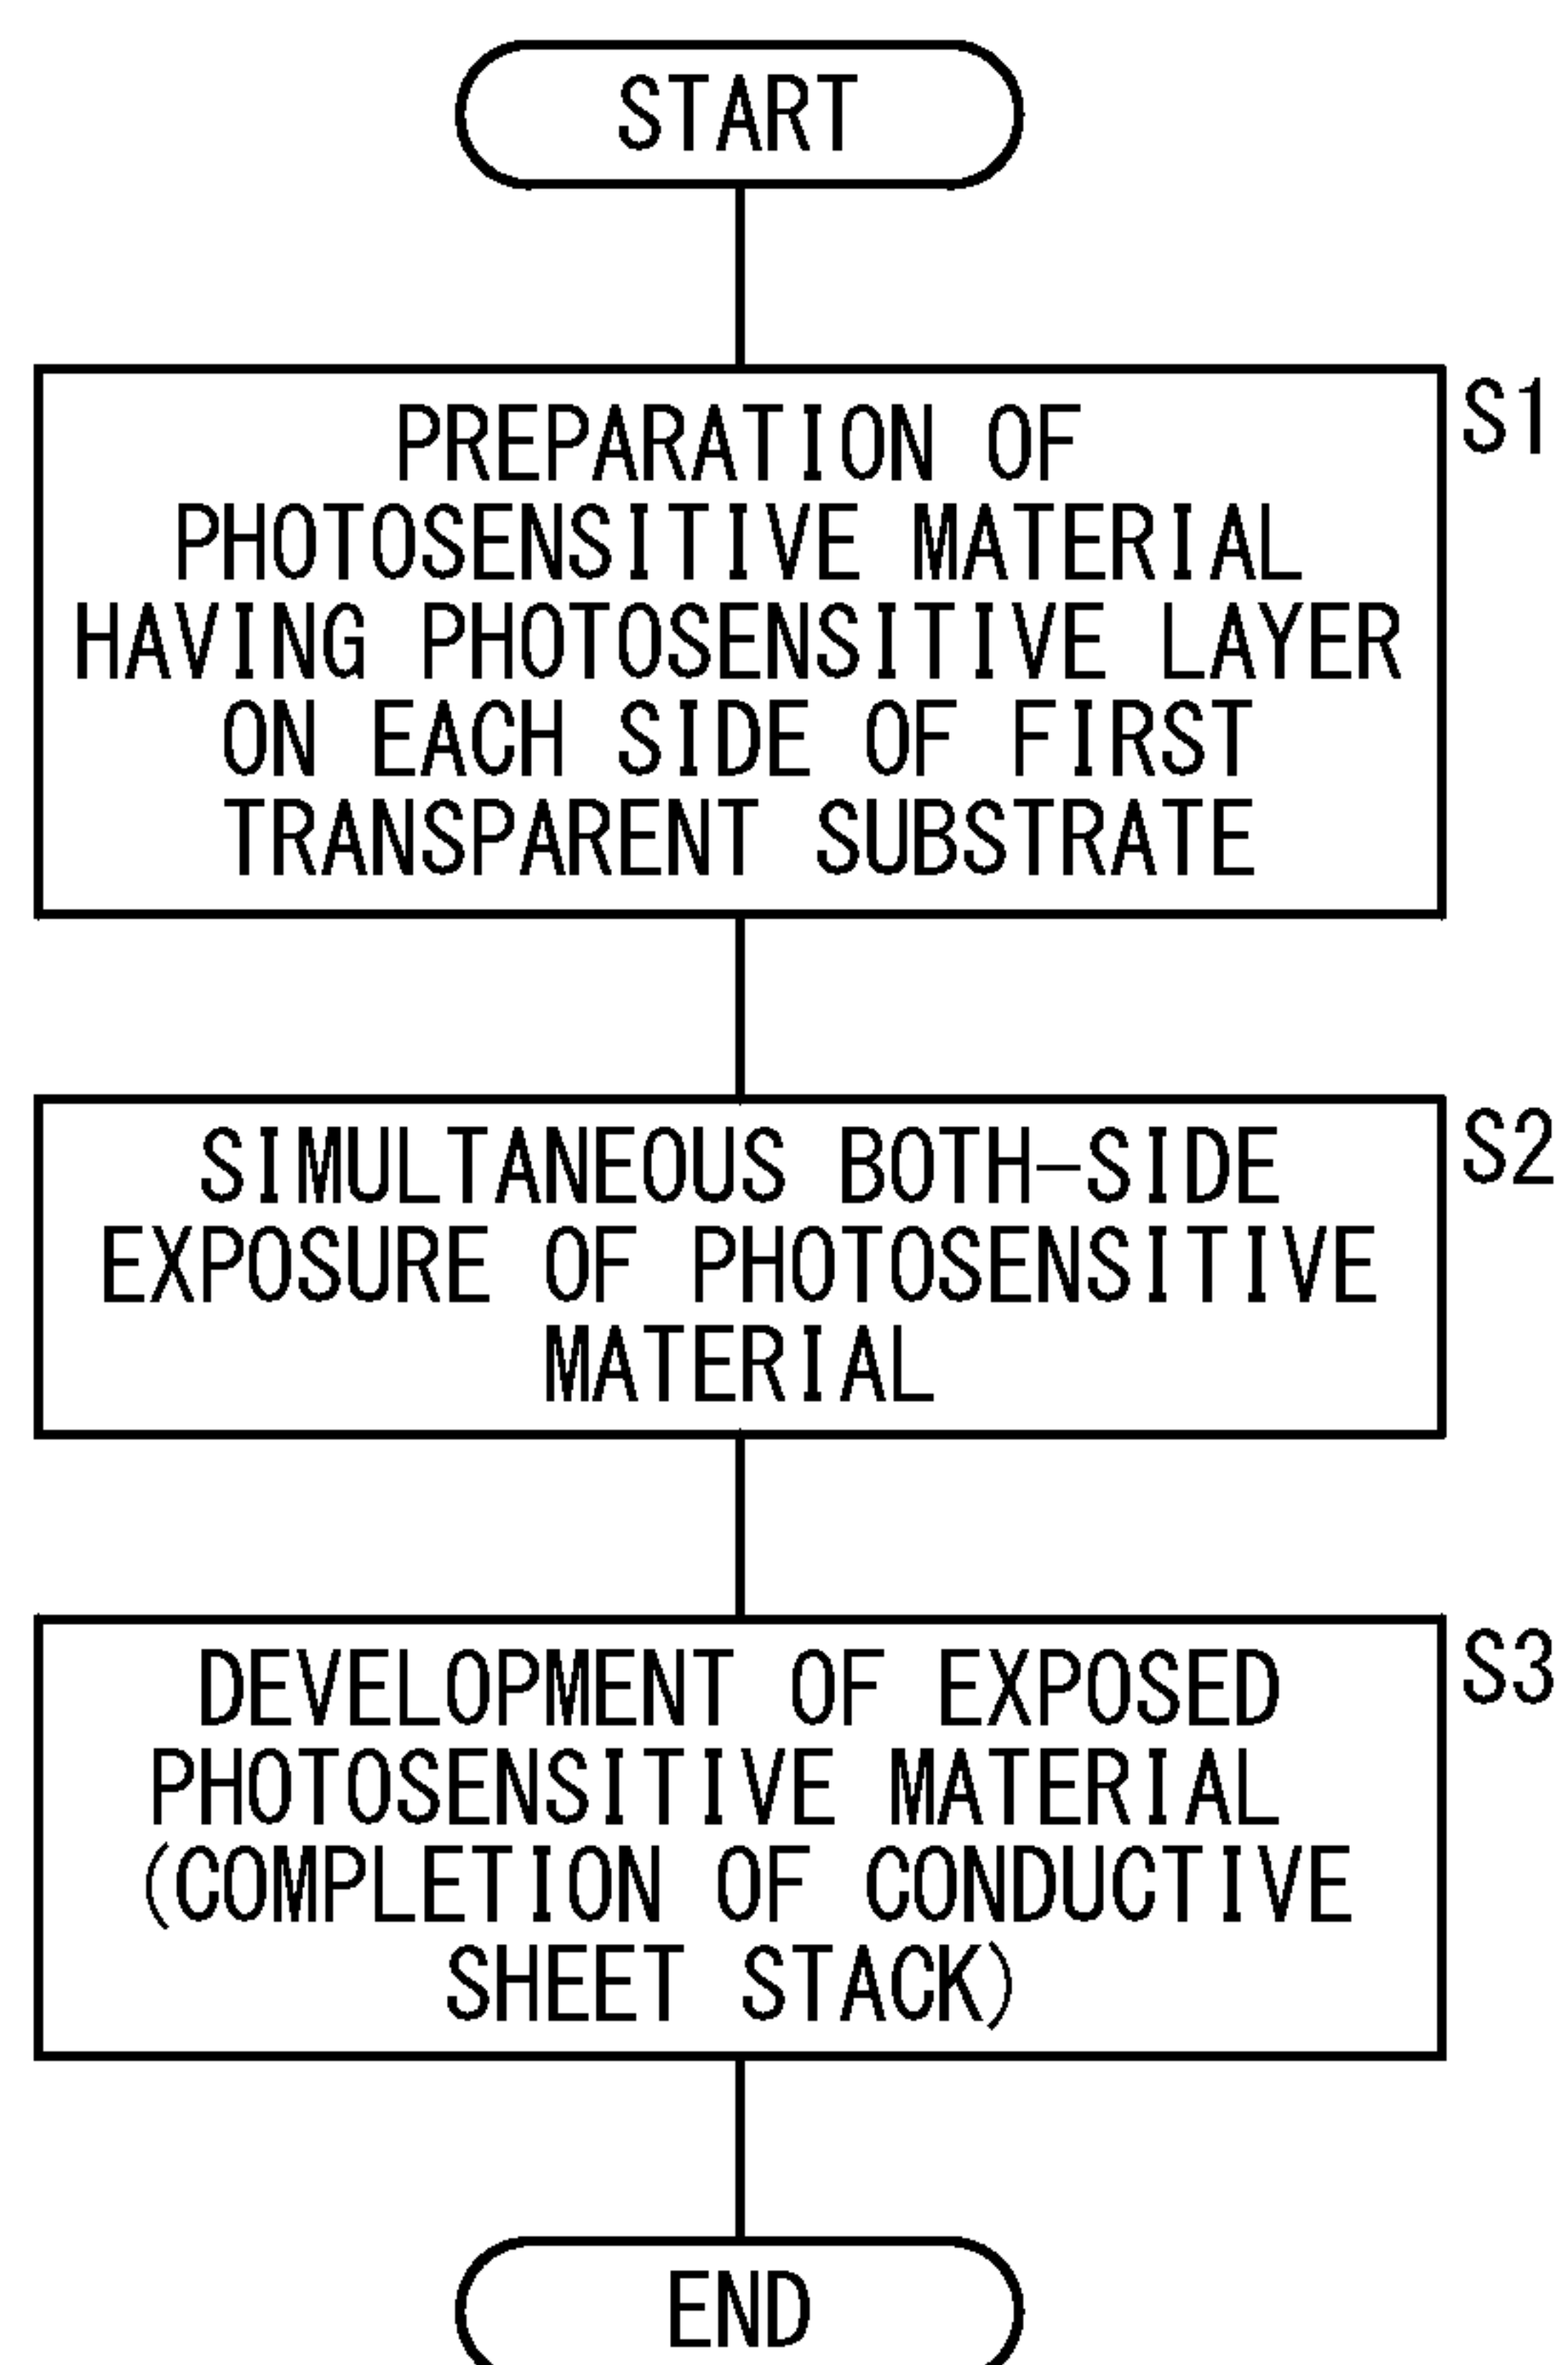 START
S1
PREPARATION OF
PHOTOSENSITIVE MATERIAL
HAVING PHOTOSENSITIVE LAYER
ON EACH SIDE OF FIRST
TRANSPARENT SUBSTRATE
S2
SIMULTANEOUS BOTH-SIDE
EXPOSURE OF PHOTOSENSITIVE
MATERIAL
S3
DEVELOPMENT OF EXPOSED
PHOTOSENSITIVE MATERIAL
(COMPLETION OF CONDUCTIVE
SHEET STACK)
END